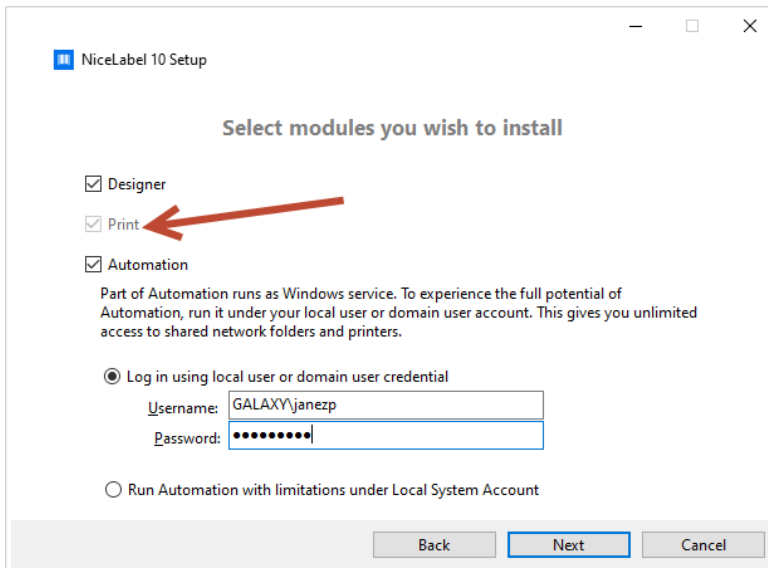 NiceLabel 10 Setup
Select modules you wish to install
Designer
Print
Automation
Part of Automation runs as Windows service. To experience the full potential of
Automation, run it under your local user or domain user account. This gives you unlimited
access to shared network folders and printers.
Log in using local user or domain user credential
Username: GALAXY\janezp
Password: •••••••••
Run Automation with limitations under Local System Account
Back Next Cancel